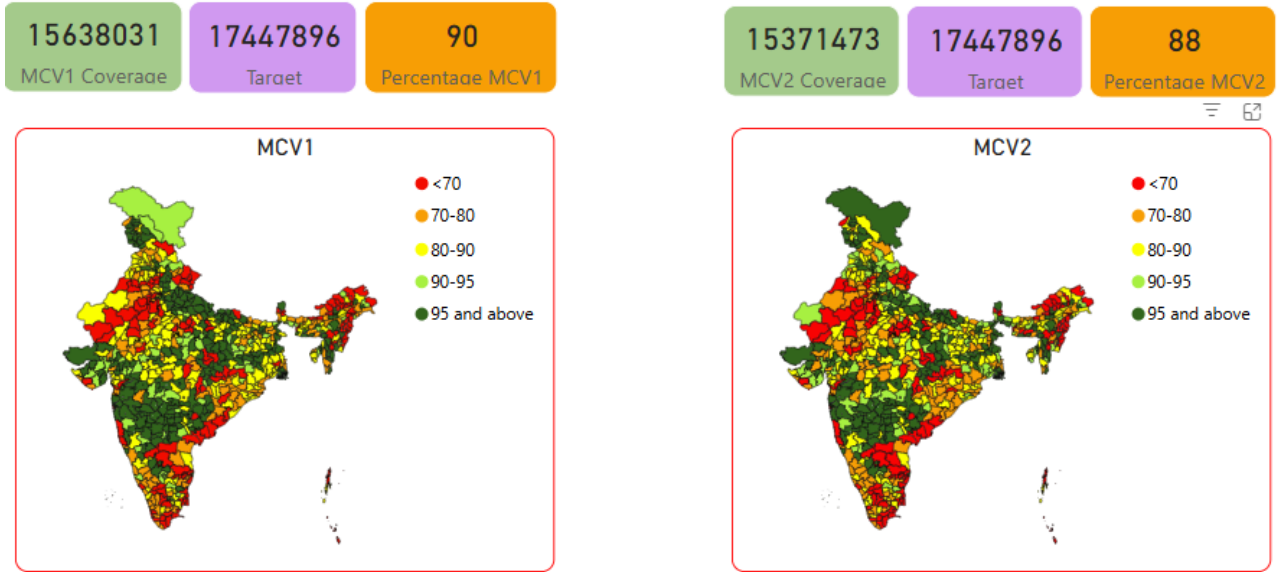 15638031
MCV1 Coverage
17447896
Target
90
Percentage MCV1
15371473
MCV2 Coverage
17447896
Target
88
Percentage MCV2
MCV1
<70
70-80
80-90
90-95
95 and above
MCV2
<70
70-80
80-90
90-95
95 and above